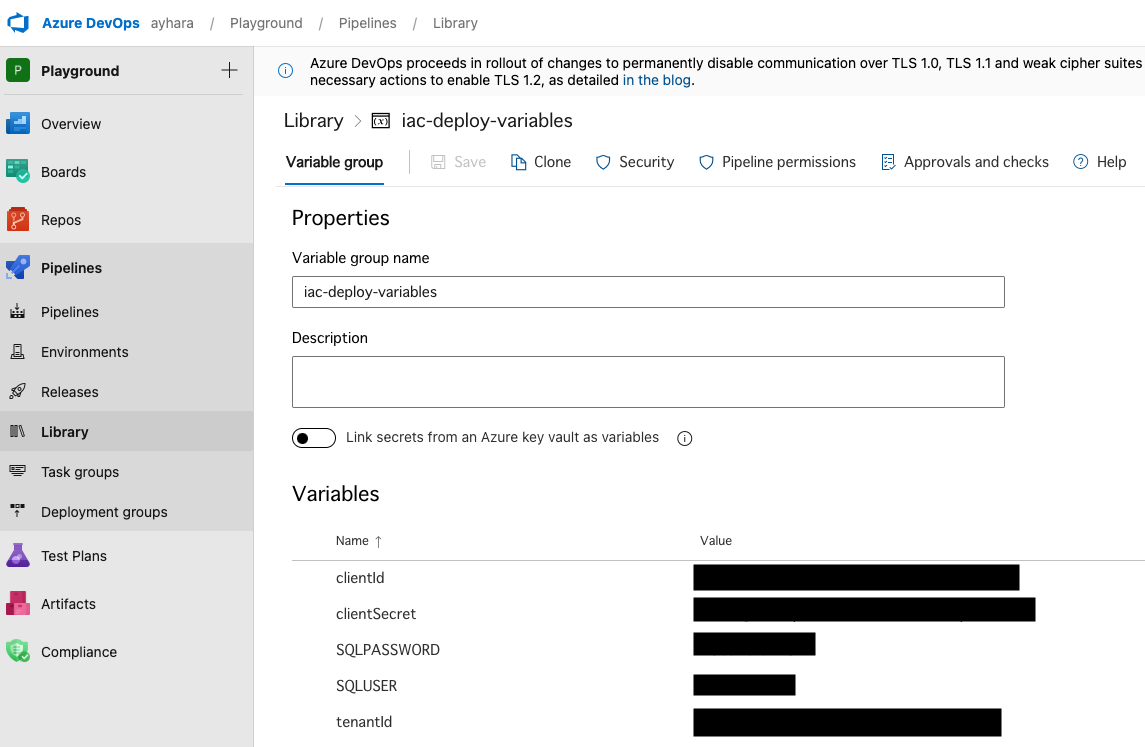 Azure DevOps ayhara / Playground / Pipelines / Library
P Playground
Azure DevOps proceeds in rollout of changes to permanently disable communication over TLS 1.0, TLS 1.1 and weak cipher suites
necessary actions to enable TLS 1.2, as detailed in the blog.
Overview
Boards
Repos
Pipelines
Pipelines
Environments
Releases
Library
Task groups
Deployment groups
Test Plans
Artifacts
Compliance
Library > (x) iac-deploy-variables
Variable group Save Clone Security Pipeline permissions Approvals and checks Help
Properties
Variable group name
iac-deploy-variables
Description
Link secrets from an Azure key vault as variables
Variables
Name ↑ Value
clientId
clientSecret
SQLPASSWORD
SQLUSER
tenantId